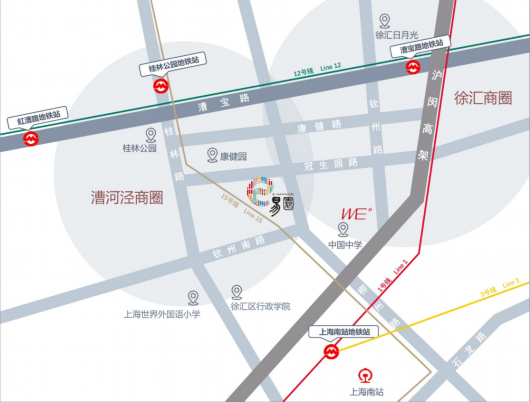 徐汇日月光
漕宝路地铁站
桂林公园地铁站
12号线 Line 12
沪闵高架
徐汇商圈
虹漕路地铁站
漕宝路
钦州路
康健路
桂林路
桂林公园
康健园
冠生园路
漕河泾商圈
易園
15号线 Line 15
WE"
中国中学
钦州南路
1号线 Line 1
3号线 Line 3
上海世界外国语小学
徐汇区行政学院
柳州路
上海南站地铁站
石龙路
上海南站